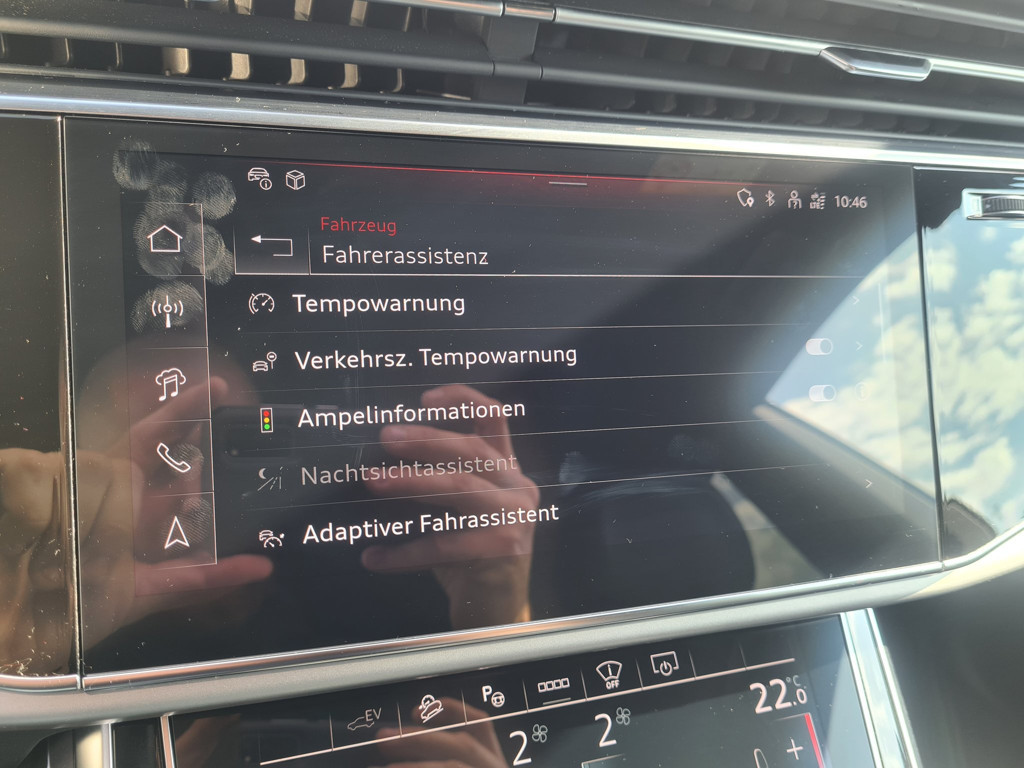 10:46
Fahrzeug
Fahrerassistenz
Tempowarnung
Verkehrsz. Tempowarnung
Ampelinformationen
Nachtsichtassistent
Adaptiver Fahrassistent
EV
P
OFF
2
2
22.0 °C
+